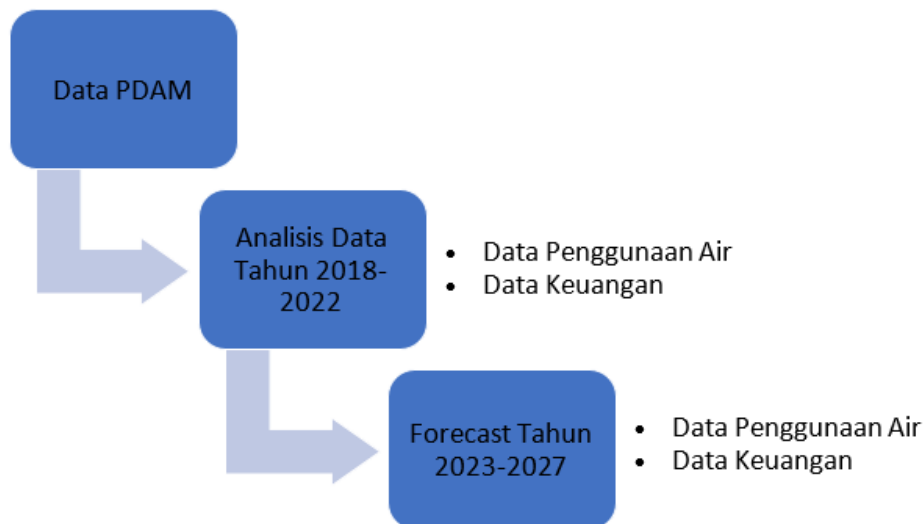 Data PDAM
Analisis Data
Tahun 2018-
2022
• Data Penggunaan Air
• Data Keuangan
Forecast Tahun
2023-2027
• Data Penggunaan Air
• Data Keuangan